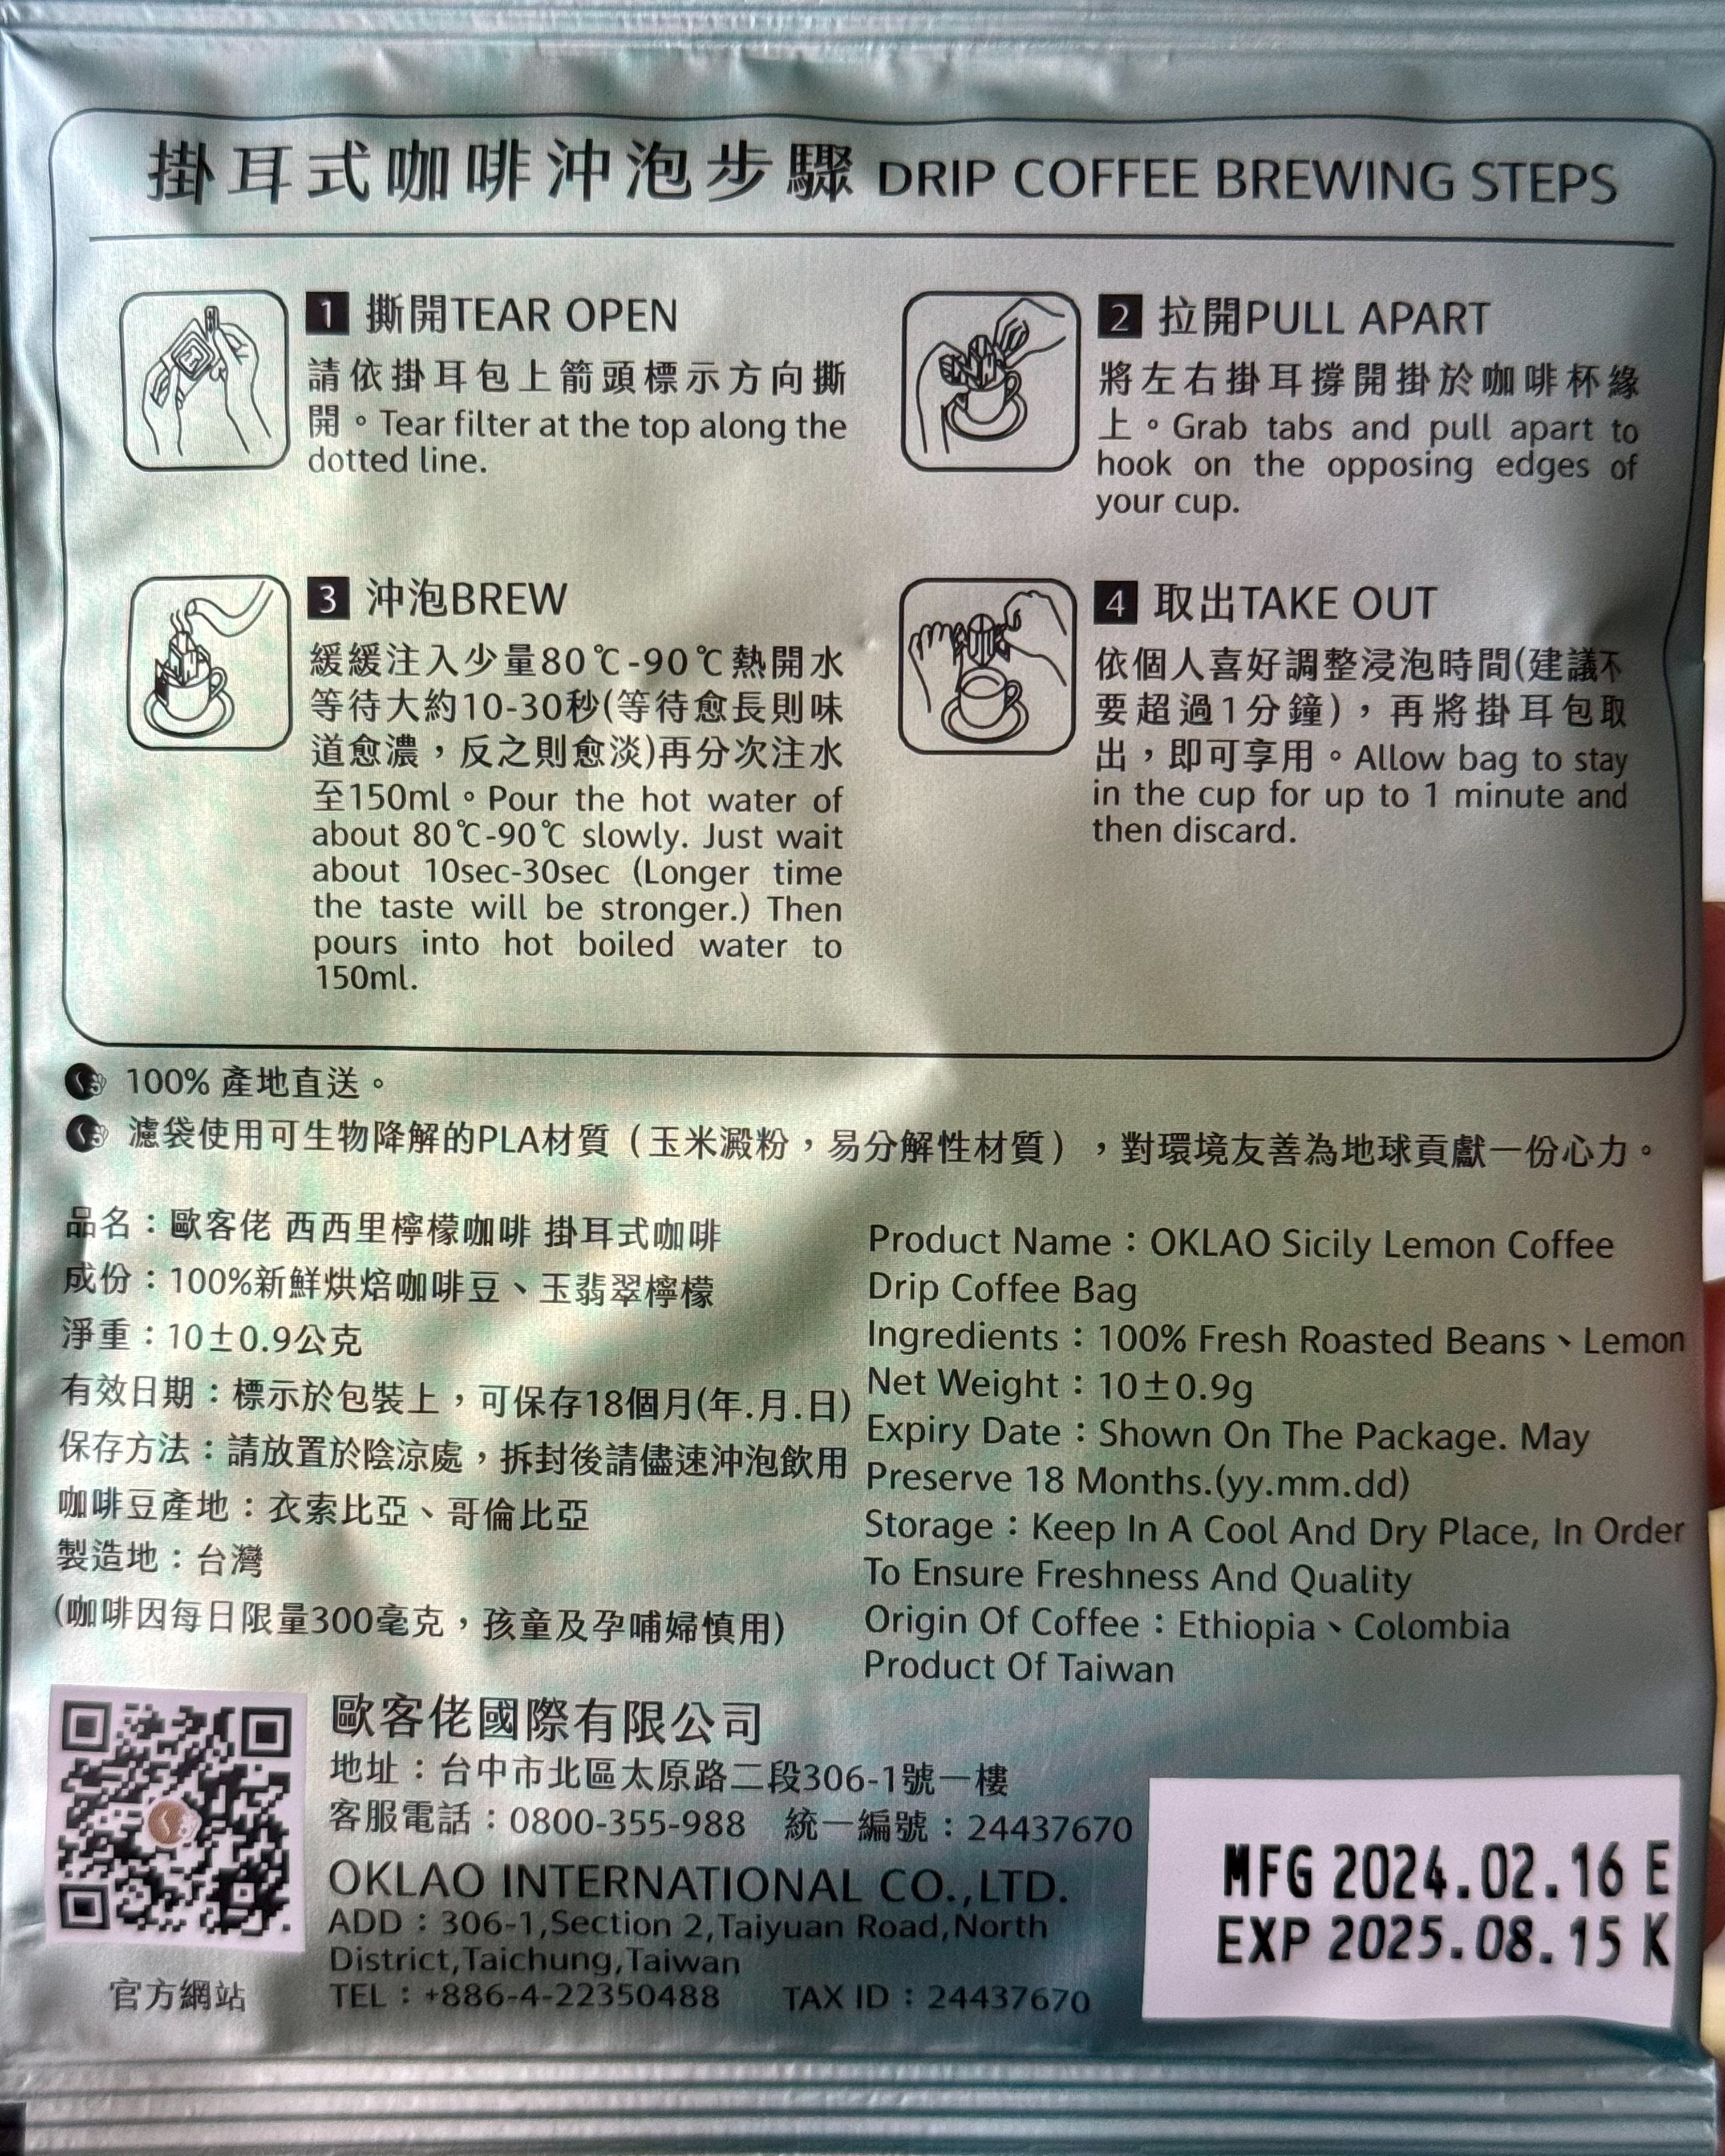 掛耳式咖啡沖泡步驟 DRIP COFFEE BREWING STEPS
1 撕開TEAR OPEN
請依掛耳包上箭頭標示方向撕
開。Tear filter at the top along the
dotted line.
2 拉開PULL APART
將左右掛耳撐開掛於咖啡杯緣
上。Grab tabs and pull apart to
hook on the opposing edges of
your cup.
3 沖泡BREW
緩緩注入少量80℃-90℃熱開水
等待大約10-30秒(等待愈長則味
道愈濃，反之則愈淡)再分次注水
至150ml。Pour the hot water of
about 80℃-90℃ slowly. Just wait
about 10sec-30sec (Longer time
the taste will be stronger.) Then
pours into hot boiled water to
150ml.
4 取出TAKE OUT
依個人喜好調整浸泡時間(建議不
要超過1分鐘)，再將掛耳包取
出，即可享用。Allow bag to stay
in the cup for up to 1 minute and
then discard.
100% 產地直送。
濾袋使用可生物降解的PLA材質（玉米澱粉，易分解性材質），對環境友善為地球貢獻一份心力。
品名：歐客佬 西西里檸檬咖啡 掛耳式咖啡
成份：100%新鮮烘焙咖啡豆、玉翡翠檸檬
淨重：10±0.9公克
有效日期：標示於包裝上，可保存18個月(年.月.日)
保存方法：請放置於陰涼處，拆封後請儘速沖泡飲用
咖啡豆產地：衣索比亞、哥倫比亞
製造地：台灣
(咖啡因每日限量300毫克，孩童及孕哺婦慎用)
Product Name：OKLAO Sicily Lemon Coffee
Drip Coffee Bag
Ingredients：100% Fresh Roasted Beans、Lemon
Net Weight：10±0.9g
Expiry Date：Shown On The Package. May
Preserve 18 Months.(yy.mm.dd)
Storage：Keep In A Cool And Dry Place, In Order
To Ensure Freshness And Quality
Origin Of Coffee：Ethiopia、Colombia
Product Of Taiwan
官方網站
歐客佬國際有限公司
地址：台中市北區太原路二段306-1號一樓
客服電話：0800-355-988 統一編號：24437670
OKLAO INTERNATIONAL CO.,LTD.
ADD：306-1,Section 2,Taiyuan Road,North
District,Taichung,Taiwan
TEL：+886-4-22350488 TAX ID：24437670
MFG 2024.02.16 E
EXP 2025.08.15 K